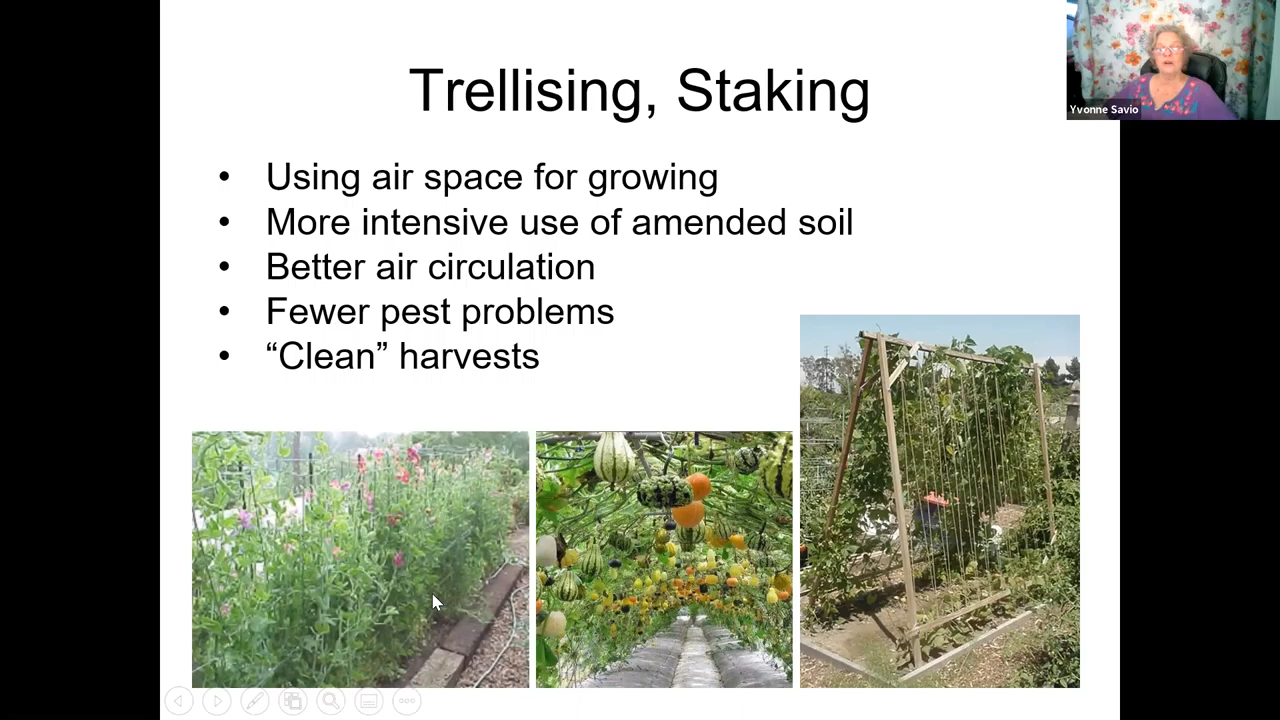 Trellising, Staking
Yvonne Savio
• Using air space for growing
• More intensive use of amended soil
• Better air circulation
• Fewer pest problems
• “Clean” harvests